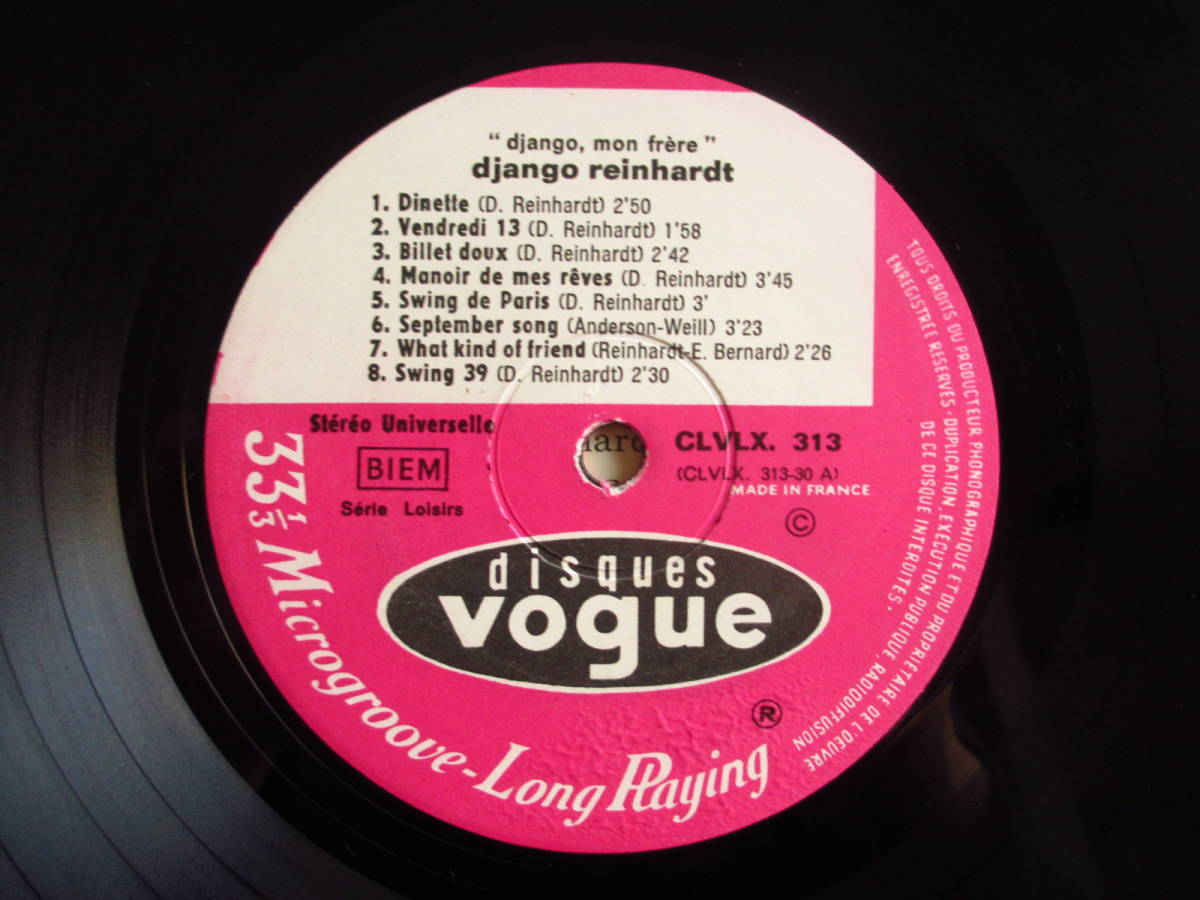 “ django, mon frère ”
django reinhardt
1. Dinette (D. Reinhardt) 2'50
2. Vendredi 13 (D. Reinhardt) 1'58
3. Billet doux (D. Reinhardt) 2'42
4. Manoir de mes rêves (D. Reinhardt) 3'45
5. Swing de Paris (D. Reinhardt) 3'
6. September song (Anderson-Weill) 3'23
7. What kind of friend (Reinhardt-E. Bernard) 2'26
8. Swing 39 (D. Reinhardt) 2'30
Stéréo Universelle
BIEM
Série Loisirs
CLVLX. 313
(CLVLX. 313-30 A)
MADE IN FRANCE
©
disques
vogue
®
33 1/3 Microgroove-Long Playing
TOUS DROITS DU PRODUCTEUR PHONOGRAPHIQUE ET DU PROPRIETAIRE DE L'OEUVRE
ENREGISTREE RESERVES - DUPLICATION, EXECUTION PUBLIQUE, RADIODIFFUSION
DE CE DISQUE INTERDITES.